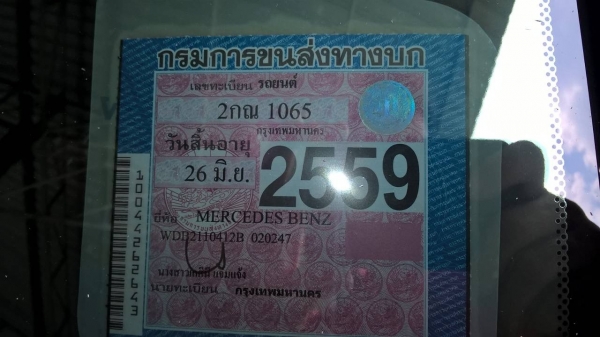 กรมการขนส่งทางบก
เลขทะเบียน รถยนต์
2กณ 1065
กรุงเทพมหานคร
วันสิ้นอายุ
26 มิ.ย. 2559
ยี่ห้อ MERCEDES BENZ
WDB2110412B 020247
นายทะเบียน กรุงเทพมหานคร
10044262643